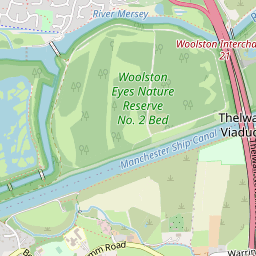 River Mersey
Woolston Interchan
21
Woolston
Eyes Nature
Reserve
No. 2 Bed
Thelwa
Viaduc
Manchester Ship Canal
mm Road
Warrin